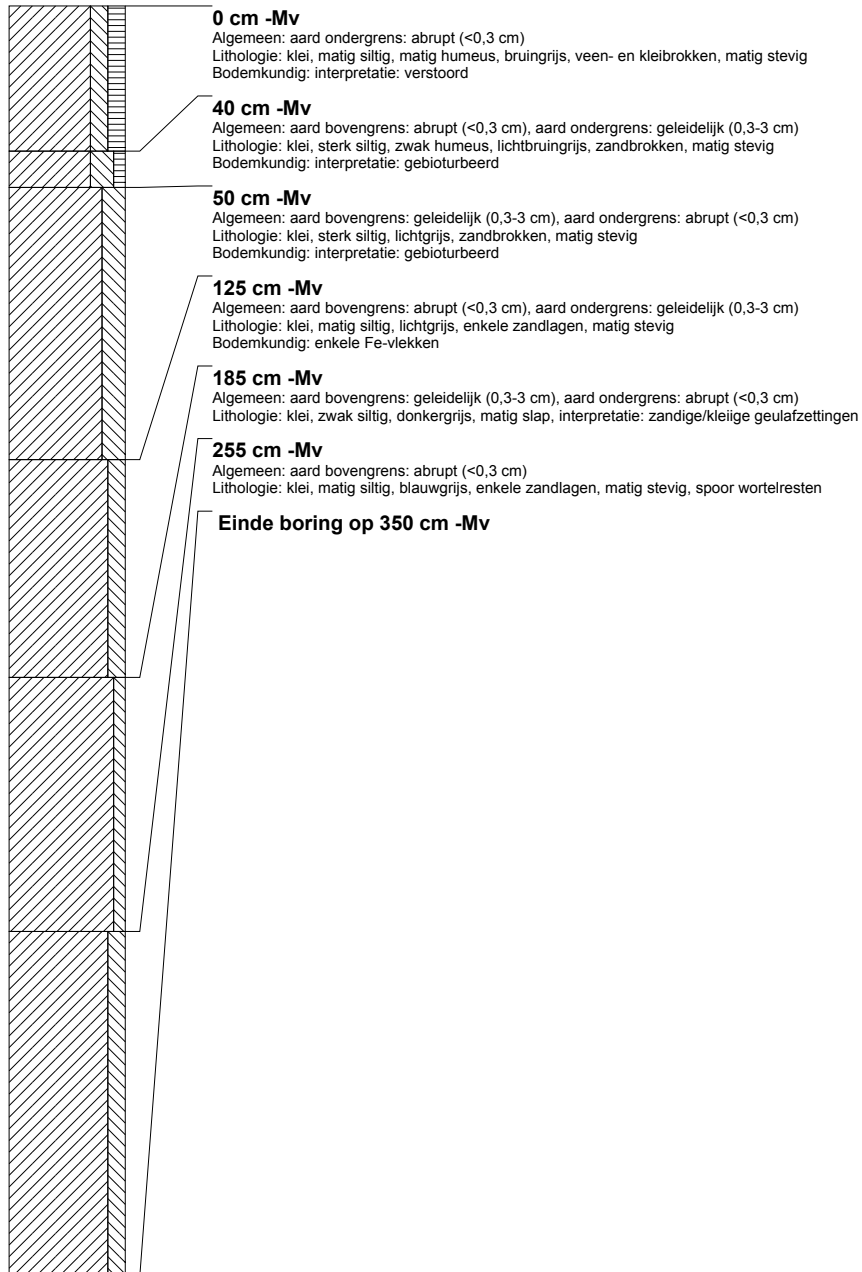 0 cm -Mv
Algemeen: aard ondergrens: abrupt (<0,3 cm)
Lithologie: klei, matig siltig, matig humeus, bruingrijs, veen- en kleibrokken, matig stevig
Bodemkundig: interpretatie: verstoord
40 cm -Mv
Algemeen: aard bovengrens: abrupt (<0,3 cm), aard ondergrens: geleidelijk (0,3-3 cm)
Lithologie: klei, sterk siltig, zwak humeus, lichtbruingrijs, zandbrokken, matig stevig
Bodemkundig: interpretatie: gebioturbeerd
50 cm -Mv
Algemeen: aard bovengrens: geleidelijk (0,3-3 cm), aard ondergrens: abrupt (<0,3 cm)
Lithologie: klei, sterk siltig, lichtgrijs, zandbrokken, matig stevig
Bodemkundig: interpretatie: gebioturbeerd
125 cm -Mv
Algemeen: aard bovengrens: abrupt (<0,3 cm), aard ondergrens: geleidelijk (0,3-3 cm)
Lithologie: klei, matig siltig, lichtgrijs, enkele zandlagen, matig stevig
Bodemkundig: enkele Fe-vlekken
185 cm -Mv
Algemeen: aard bovengrens: geleidelijk (0,3-3 cm), aard ondergrens: abrupt (<0,3 cm)
Lithologie: klei, zwak siltig, donkergrijs, matig slap, interpretatie: zandige/kleiige geulafzettingen
255 cm -Mv
Algemeen: aard bovengrens: abrupt (<0,3 cm)
Lithologie: klei, matig siltig, blauwgrijs, enkele zandlagen, matig stevig, spoor wortelresten
Einde boring op 350 cm -Mv